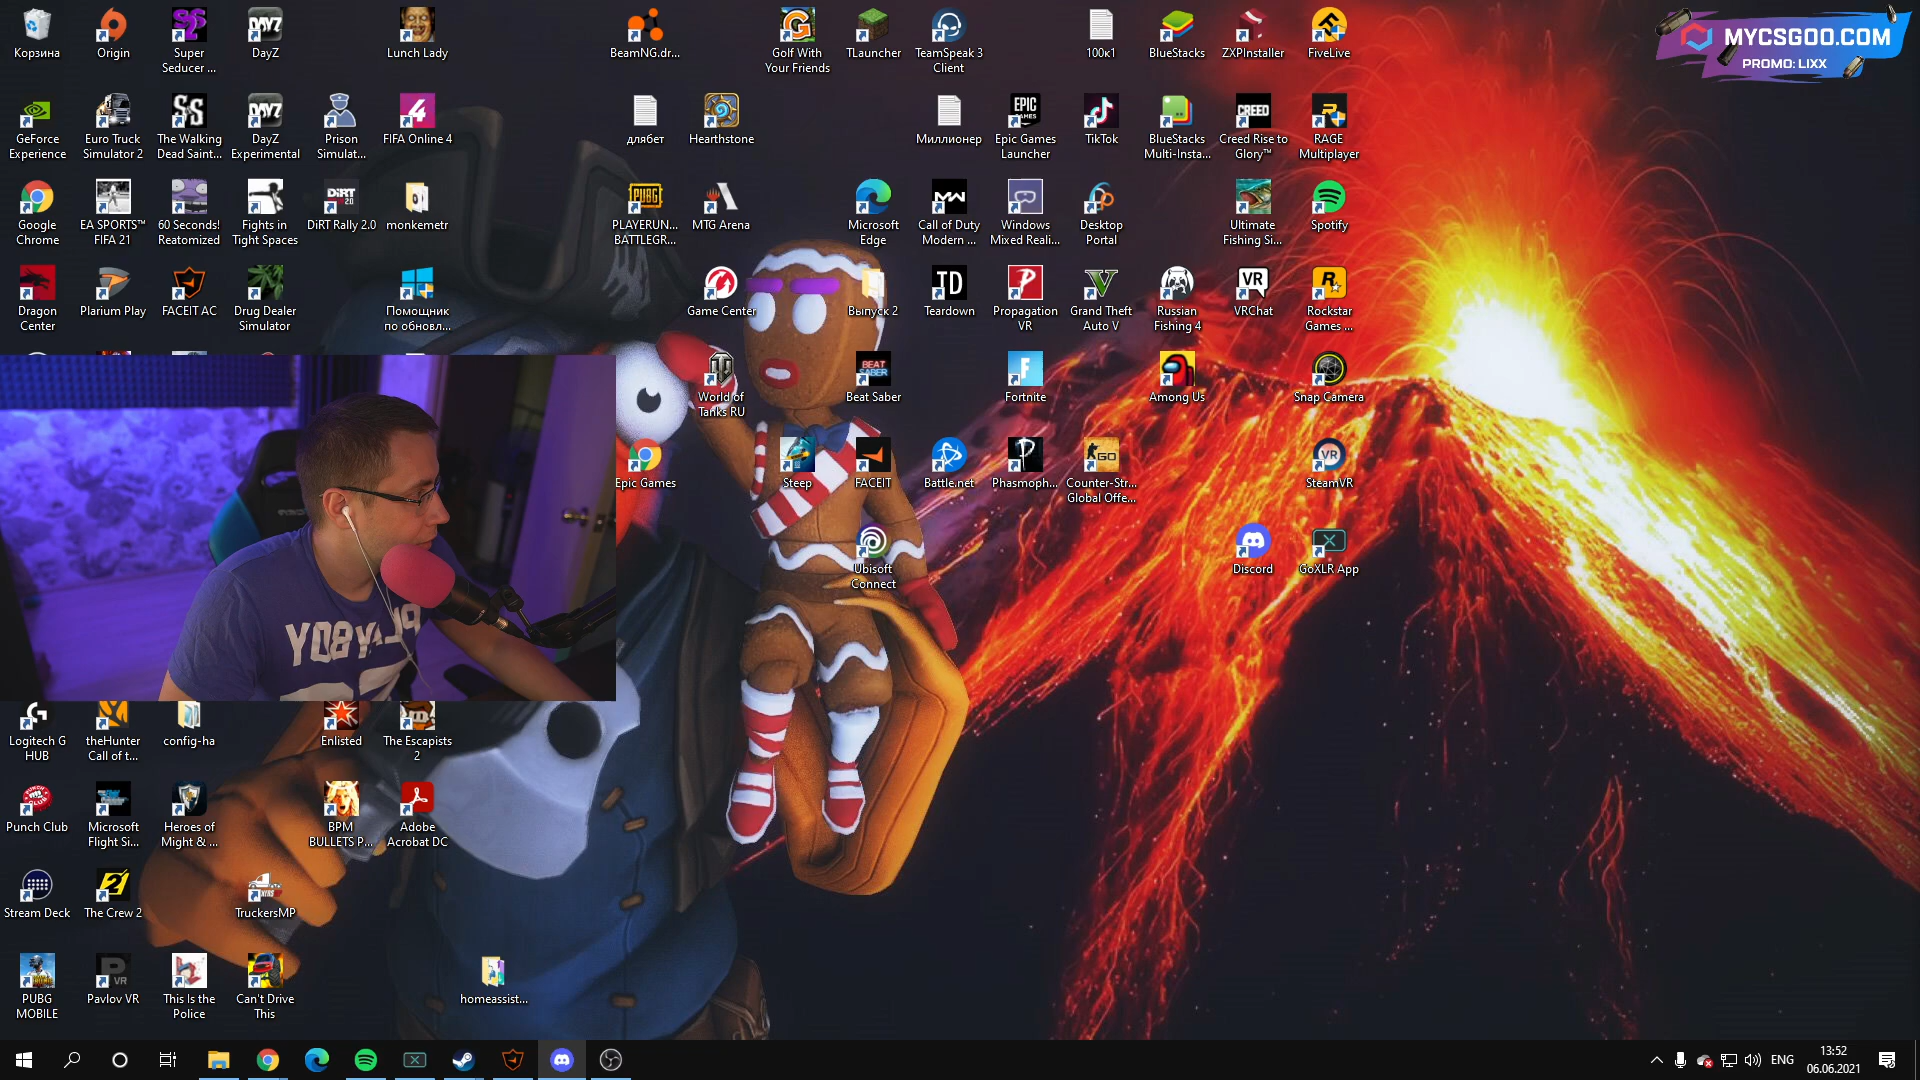 Корзина
Origin
Super
Seducer ...
DayZ
Lunch Lady
BeamNG.dr...
Golf With
Your Friends
TLauncher
TeamSpeak 3
Client
100к1
BlueStacks
ZXPInstaller
FiveLive
MYCSGOO.COM
PROMO: LIXX
GeForce
Experience
Euro Truck
Simulator 2
The Walking
Dead Saint...
DayZ
Experimental
Prison
Simulat...
FIFA Online 4
длябет
Hearthstone
Миллионер
Epic Games
Launcher
TikTok
BlueStacks
Multi-Insta...
Creed Rise to
Glory™
RAGE
Multiplayer
Google
Chrome
EA SPORTS™
FIFA 21
60 Seconds!
Reatomized
Fights in
Tight Spaces
DiRT Rally 2.0
monkemetr
PLAYERUN...
BATTLEGR...
MTG Arena
Microsoft
Edge
Call of Duty
Modern ...
Windows
Mixed Reali...
Desktop
Portal
Ultimate
Fishing Si...
Spotify
Dragon
Center
Plarium Play
FACEIT AC
Drug Dealer
Simulator
Помощник
по обновл...
Game Center
Выпуск 2
Teardown
Propagation
VR
Grand Theft
Auto V
Russian
Fishing 4
VRChat
Rockstar
Games ...
World of
Tanks RU
Beat Saber
Fortnite
Among Us
Snap Camera
Epic Games
Steep
FACEIT
Battle.net
Phasmoph...
Counter-Str...
Global Offe...
SteamVR
Ubisoft
Connect
Discord
GoXLR App
Logitech G
HUB
theHunter
Call of t...
config-ha
Enlisted
The Escapists
2
Punch Club
Microsoft
Flight Si...
Heroes of
Might & ...
BPM
BULLETS P...
Adobe
Acrobat DC
Stream Deck
The Crew 2
TruckersMP
PUBG
MOBILE
Pavlov VR
This Is the
Police
Can't Drive
This
homeassist...
ENG
13:52
06.06.2021